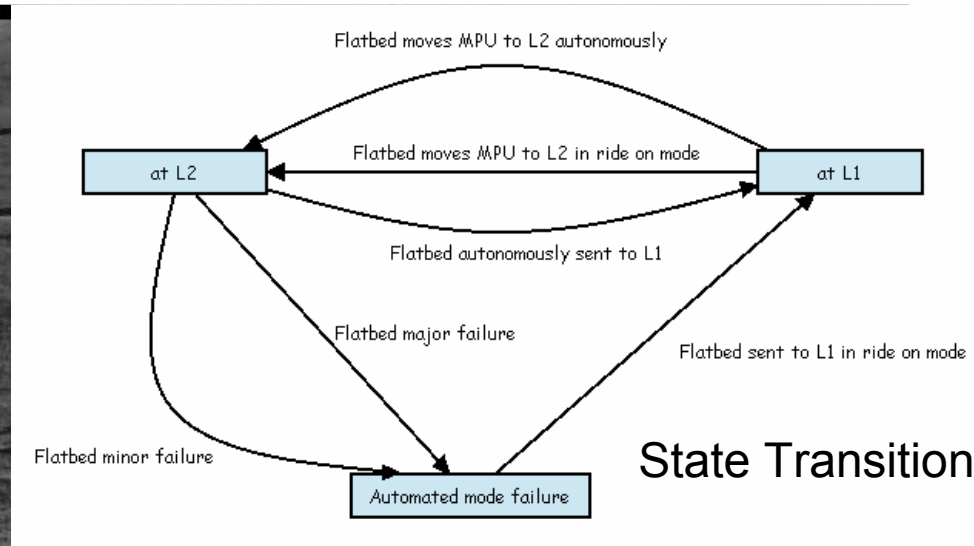 Flatbed moves MPU to L2 autonomously
Flatbed moves MPU to L2 in ride on mode
at L2
at L1
Flatbed autonomously sent to L1
Flatbed major failure
Flatbed sent to L1 in ride on mode
Flatbed minor failure
State Transition
Automated mode failure